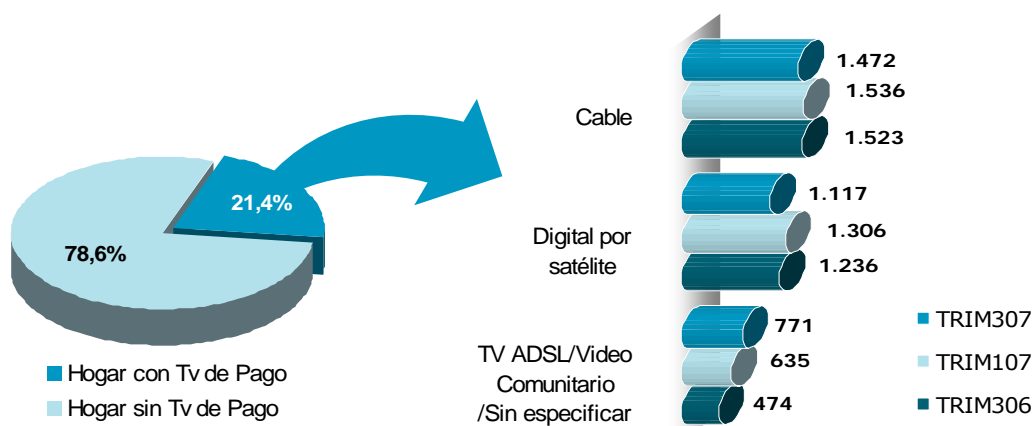 21,4%
78,6%
Hogar con Tv de Pago
Hogar sin Tv de Pago
Cable
1.472
1.536
1.523
Digital por
satélite
1.117
1.306
1.236
TV ADSL/Video
Comunitario
/Sin especificar
771
635
474
TRIM307
TRIM107
TRIM306